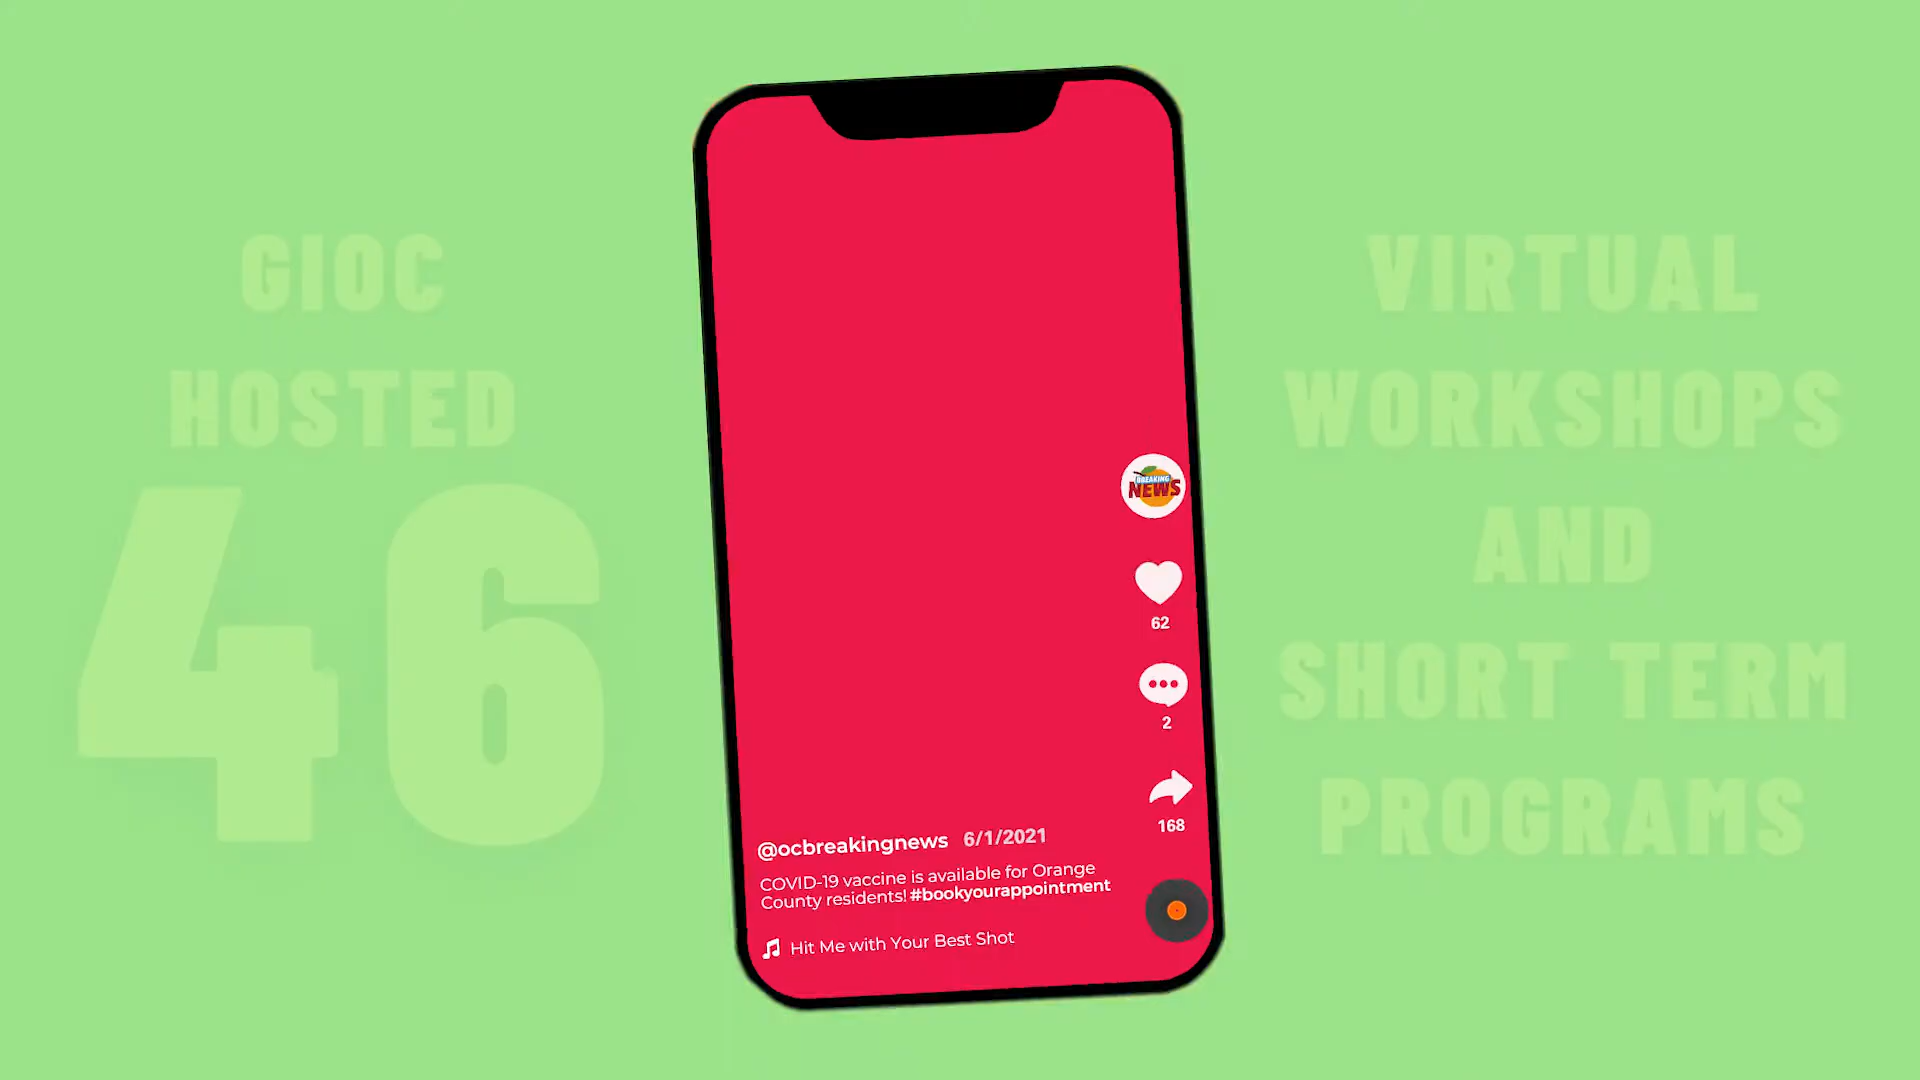 GIOC
HOSTED
46
BREAKING
NEWS
62
2
168
@ocbreakingnews 6/1/2021
COVID-19 vaccine is available for Orange
County residents! #bookyourappointment
Hit Me with Your Best Shot
VIRTUAL
WORKSHOPS
AND
SHORT TERM
PROGRAMS